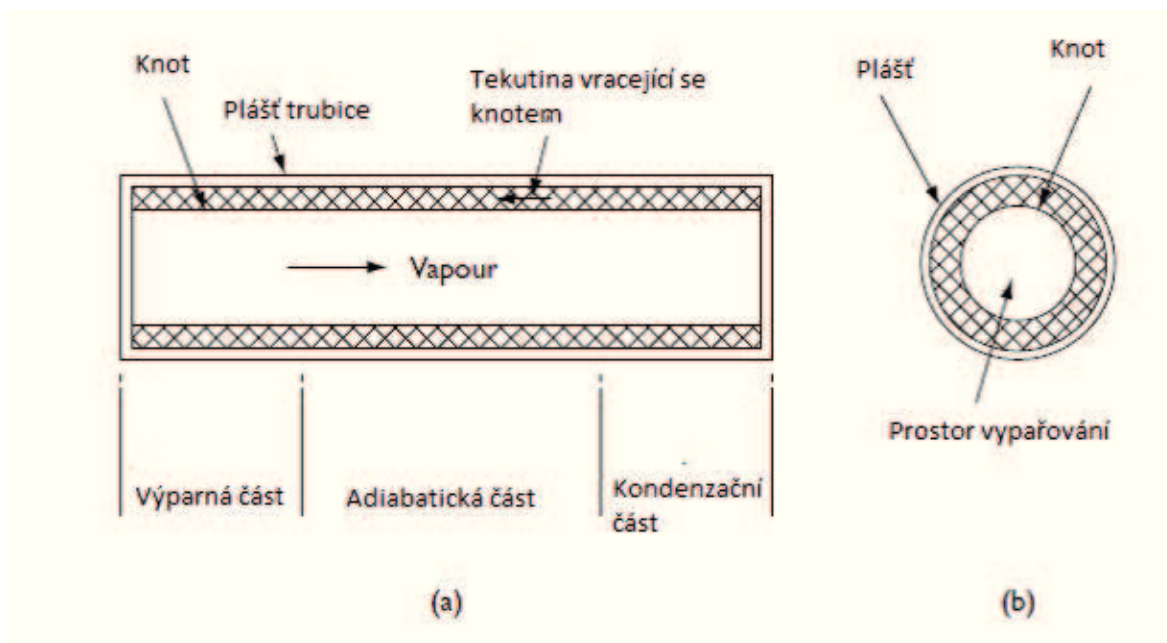 Knot
Plášť trubice
Tekutina vracející se
knotem
Vapour
Výparná část
Adiabatická část
Kondenzační
část
(a)
Plášť
Knot
Prostor vypařování
(b)